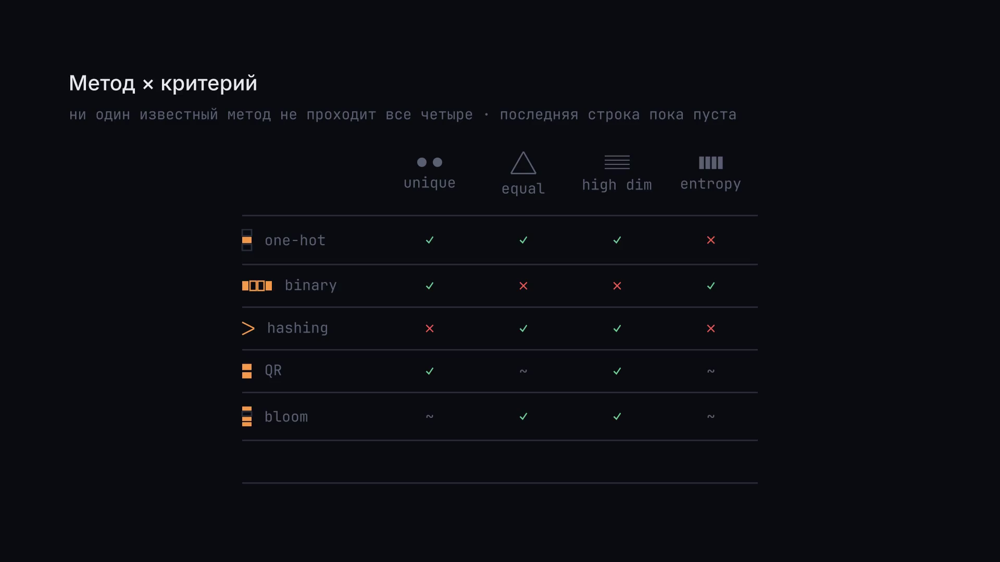 Метод × критерий
ни один известный метод не проходит все четыре · последняя строка пока пуста
unique equal high dim entropy
one-hot ✓ ✓ ✓ ✕
binary ✓ ✕ ✕ ✓
hashing ✕ ✓ ✓ ✕
QR ✓ ~ ✓ ~
bloom ~ ✓ ✓ ~